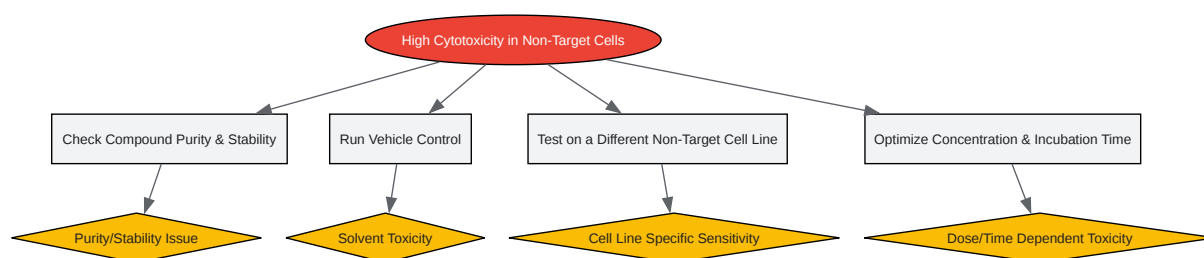 High Cytotoxicity in Non-Target Cells
Check Compound Purity & Stability
Run Vehicle Control
Test on a Different Non-Target Cell Line
Optimize Concentration & Incubation Time
Purity/Stability Issue
Solvent Toxicity
Cell Line Specific Sensitivity
Dose/Time Dependent Toxicity